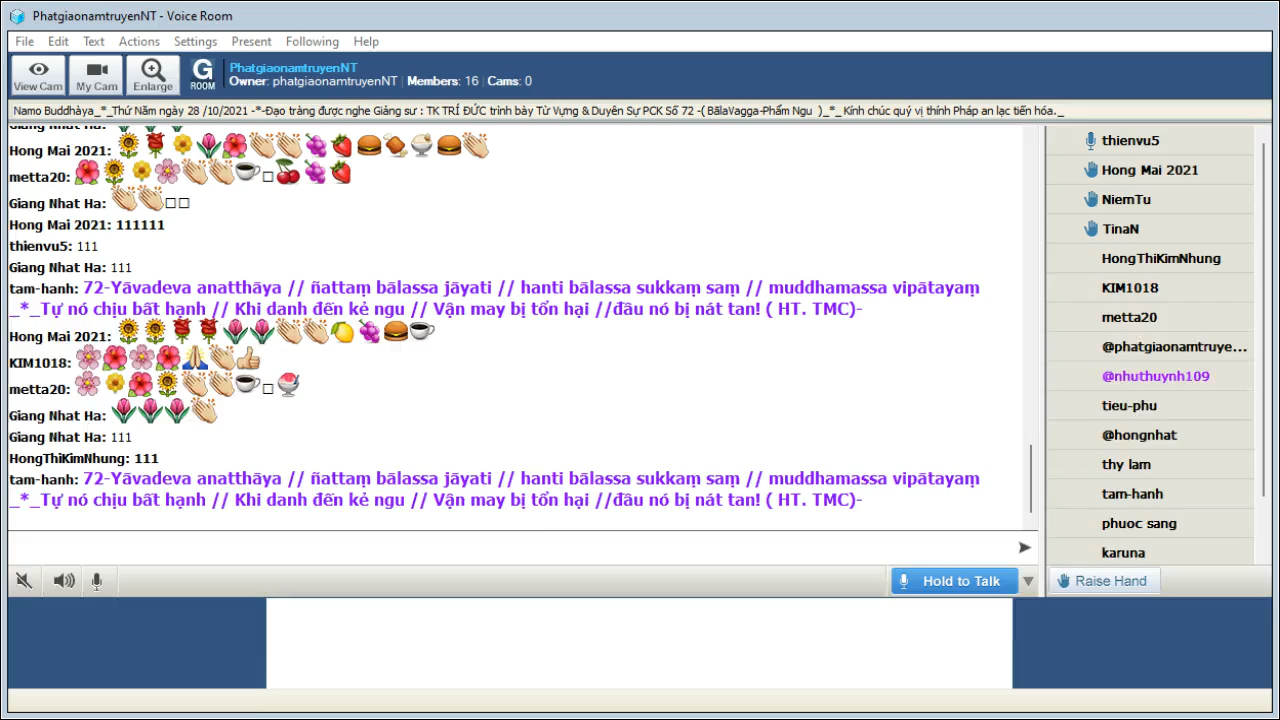 PhatgiaonamtruyenNT - Voice Room
File Edit Text Actions Settings Present Following Help
View Cam My Cam Enlarge G ROOM
PhatgiaonamtruyenNT
Owner: phatgiaonamtruyenNT Members: 16 Cams: 0
Namo Buddhàya_*_Thứ Năm ngày 28 /10/2021 -*-Đạo tràng được nghe Giảng sư : TK TRÍ ĐỨC trình bày Từ Vựng & Duyên Sự PCK Số 72 -( BālaVagga-Phẩm Ngu )_*_Kính chúc quý vị thính Pháp an lạc tiến hóa._
Giang Nhat Ha:
Hong Mai 2021:
metta20:
Giang Nhat Ha:
Hong Mai 2021: 111111
thienvu5: 111
Giang Nhat Ha: 111
tam-hanh: 72-Yāvadeva anatthāya // ñattaṃ bālassa jāyati // hanti bālassa sukkaṃ saṃ // muddhamassa vipātayaṃ
_*_Tự nó chịu bất hạnh // Khi danh đến kẻ ngu // Vận may bị tổn hại //đầu nó bị nát tan! ( HT. TMC)-
Hong Mai 2021:
KIM1018:
metta20:
Giang Nhat Ha:
Giang Nhat Ha: 111
HongThiKimNhung: 111
tam-hanh: 72-Yāvadeva anatthāya // ñattaṃ bālassa jāyati // hanti bālassa sukkaṃ saṃ // muddhamassa vipātayaṃ
_*_Tự nó chịu bất hạnh // Khi danh đến kẻ ngu // Vận may bị tổn hại //đầu nó bị nát tan! ( HT. TMC)-
Hold to Talk
thienvu5
Hong Mai 2021
NiemTu
TinaN
HongThiKimNhung
KIM1018
metta20
@phatgiaonamtruye...
@nhuthuynh109
tieu-phu
@hongnhat
thy lam
tam-hanh
phuoc sang
karuna
Raise Hand